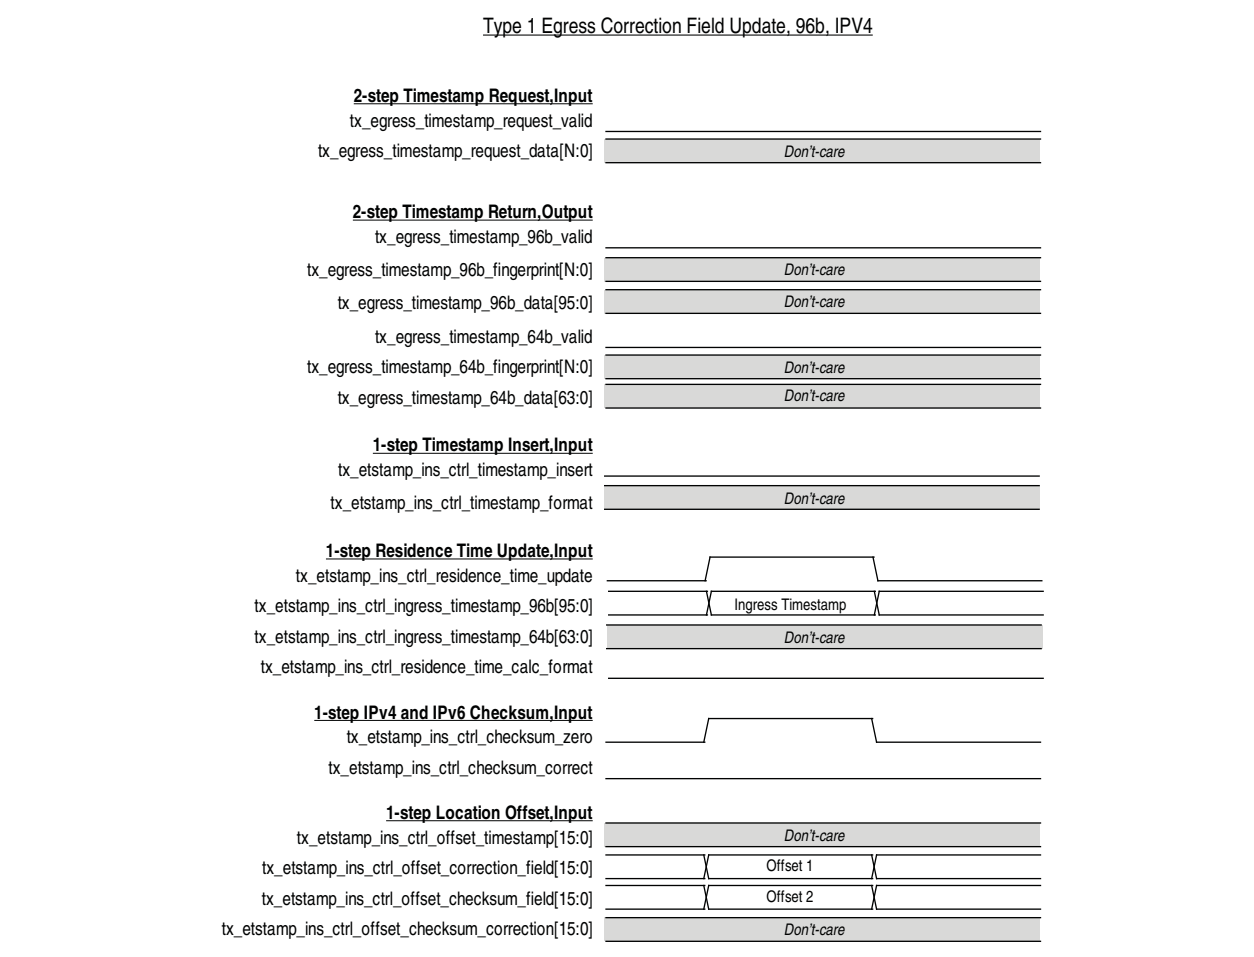 Type 1 Egress Correction Field Update, 96b, IPV4
2-step Timestamp Request,Input
tx_egress_timestamp_request_valid
tx_egress_timestamp_request_data[N:0] Don't-care
2-step Timestamp Return,Output
tx_egress_timestamp_96b_valid
tx_egress_timestamp_96b_fingerprint[N:0] Don't-care
tx_egress_timestamp_96b_data[95:0] Don't-care
tx_egress_timestamp_64b_valid
tx_egress_timestamp_64b_fingerprint[N:0] Don't-care
tx_egress_timestamp_64b_data[63:0] Don't-care
1-step Timestamp Insert,Input
tx_etstamp_ins_ctrl_timestamp_insert
tx_etstamp_ins_ctrl_timestamp_format Don't-care
1-step Residence Time Update,Input
tx_etstamp_ins_ctrl_residence_time_update
tx_etstamp_ins_ctrl_ingress_timestamp_96b[95:0] Ingress Timestamp
tx_etstamp_ins_ctrl_ingress_timestamp_64b[63:0] Don't-care
tx_etstamp_ins_ctrl_residence_time_calc_format
1-step IPv4 and IPv6 Checksum,Input
tx_etstamp_ins_ctrl_checksum_zero
tx_etstamp_ins_ctrl_checksum_correct
1-step Location Offset,Input
tx_etstamp_ins_ctrl_offset_timestamp[15:0] Don't-care
tx_etstamp_ins_ctrl_offset_correction_field[15:0] Offset 1
tx_etstamp_ins_ctrl_offset_checksum_field[15:0] Offset 2
tx_etstamp_ins_ctrl_offset_checksum_correction[15:0] Don't-care